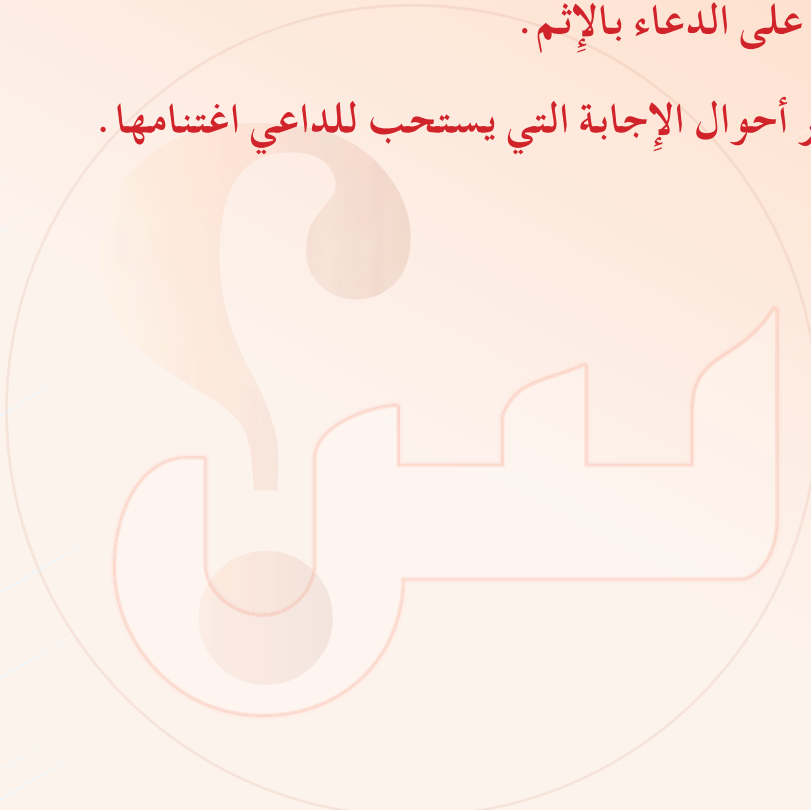 على الدعاء بالإِثم.
أحوال الإِجابة التي يستحب للداعي اغتنامها.
س
؟